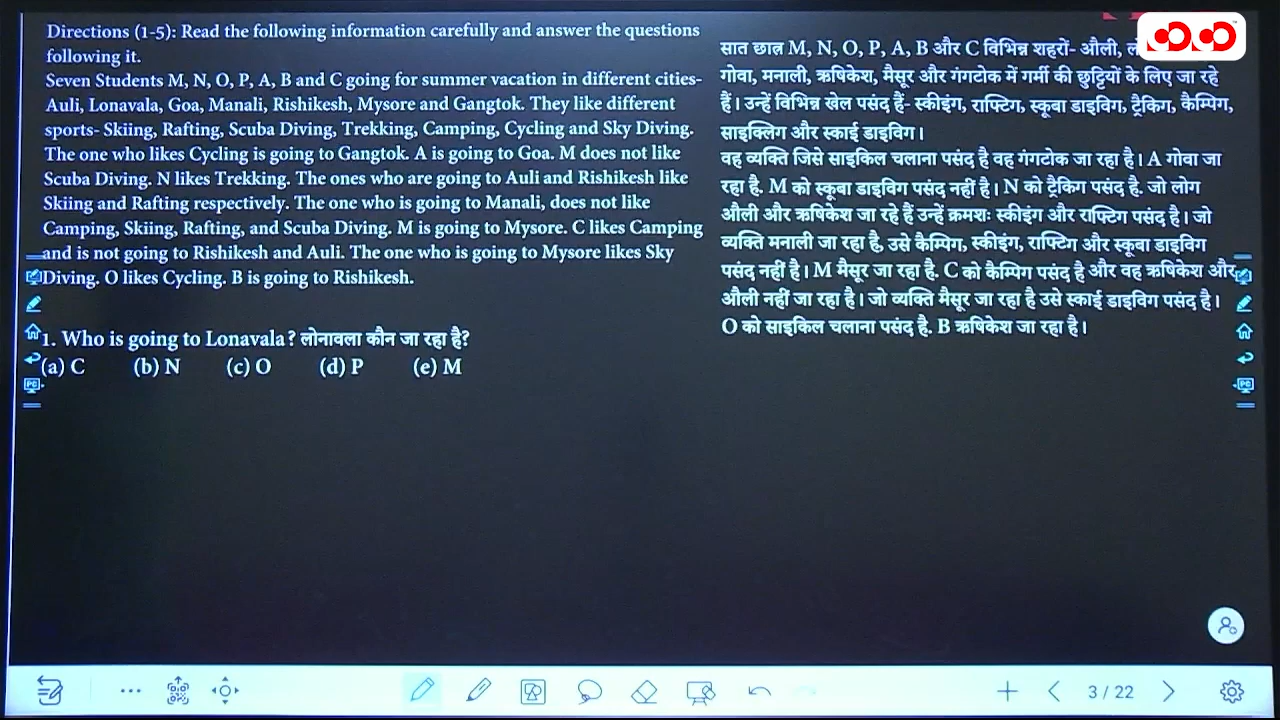 Directions (1-5): Read the following information carefully and answer the questions
following it.
Seven Students M, N, O, P, A, B and C going for summer vacation in different cities-
Auli, Lonavala, Goa, Manali, Rishikesh, Mysore and Gangtok. They like different
sports- Skiing, Rafting, Scuba Diving, Trekking, Camping, Cycling and Sky Diving.
The one who likes Cycling is going to Gangtok. A is going to Goa. M does not like
Scuba Diving. N likes Trekking. The ones who are going to Auli and Rishikesh like
Skiing and Rafting respectively. The one who is going to Manali, does not like
Camping, Skiing, Rafting, and Scuba Diving. M is going to Mysore. C likes Camping
and is not going to Rishikesh and Auli. The one who is going to Mysore likes Sky
Diving. O likes Cycling. B is going to Rishikesh.
1. Who is going to Lonavala? लोनावला कौन जा रहा है?
(a) C (b) N (c) O (d) P (e) M
सात छात्र M, N, O, P, A, B और C विभिन्न शहरों- औली,
गोवा, मनाली, ऋषिकेश, मैसूर और गंगटोक में गर्मी की छुट्टियों के लिए जा रहे
हैं। उन्हें विभिन्न खेल पसंद हैं- स्कीइंग, राफ्टिग, स्कूबा डाइविग, ट्रैकिग, कैम्पिग,
साइक्लिग और स्काई डाइविग।
वह व्यक्ति जिसे साइकिल चलाना पसंद है वह गंगटोक जा रहा है। A गोवा जा
रहा है. M को स्कूबा डाइविग पसंद नहीं है। N को ट्रैकिग पसंद है. जो लोग
औली और ऋषिकेश जा रहे हैं उन्हें क्रमशः स्कीइंग और राफ्टिग पसंद है। जो
व्यक्ति मनाली जा रहा है, उसे कैम्पिग, स्कीइंग, राफ्टिग और स्कूबा डाइविग
पसंद नहीं है। M मैसूर जा रहा है. C को कैम्पिग पसंद है और वह ऋषिकेश और
औली नहीं जा रहा है। जो व्यक्ति मैसूर जा रहा है उसे स्काई डाइविग पसंद है।
O को साइकिल चलाना पसंद है. B ऋषिकेश जा रहा है।
PC
PC
3 / 22